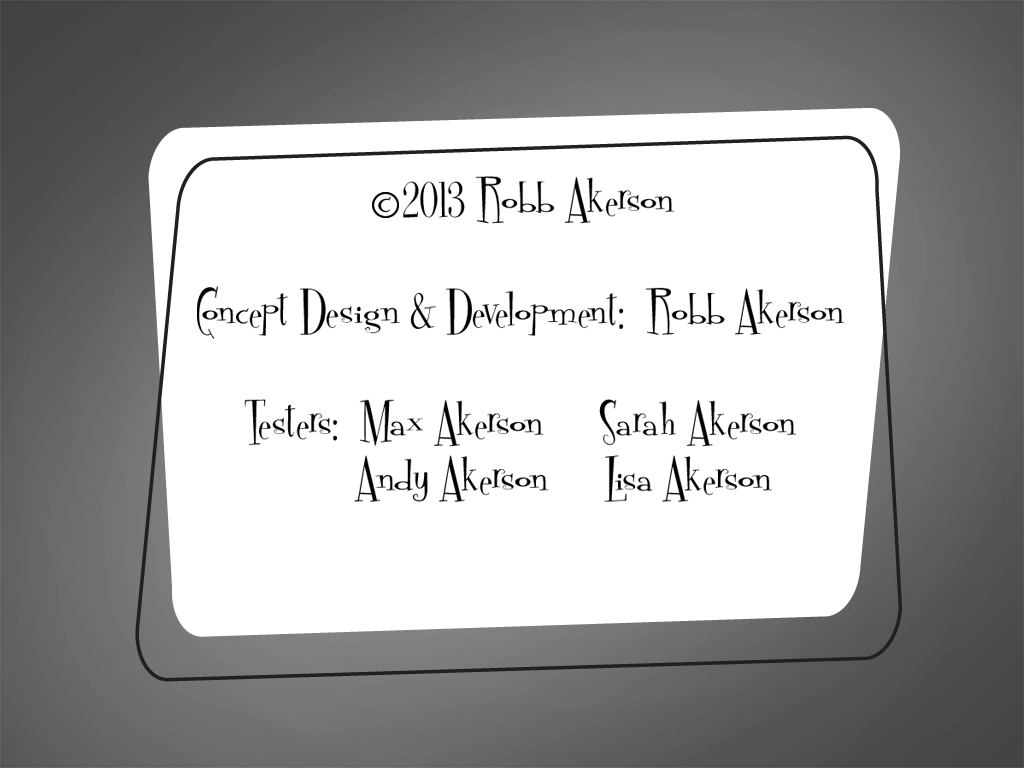 ©2013 Robb Akerson
Concept Design & Development: Robb Akerson
Testers: Max Akerson Sarah Akerson
Andy Akerson Lisa Akerson